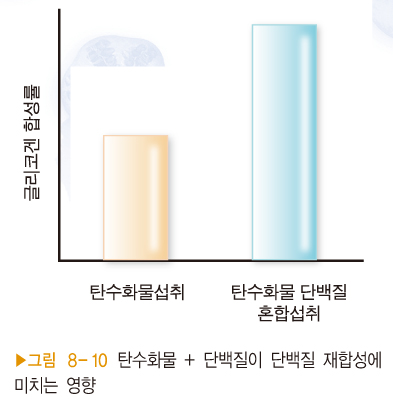 글리코겐 합성률
탄수화물섭취
탄수화물 단백질
혼합섭취
▶그림 8-10 탄수화물 + 단백질이 단백질 재합성에
미치는 영향